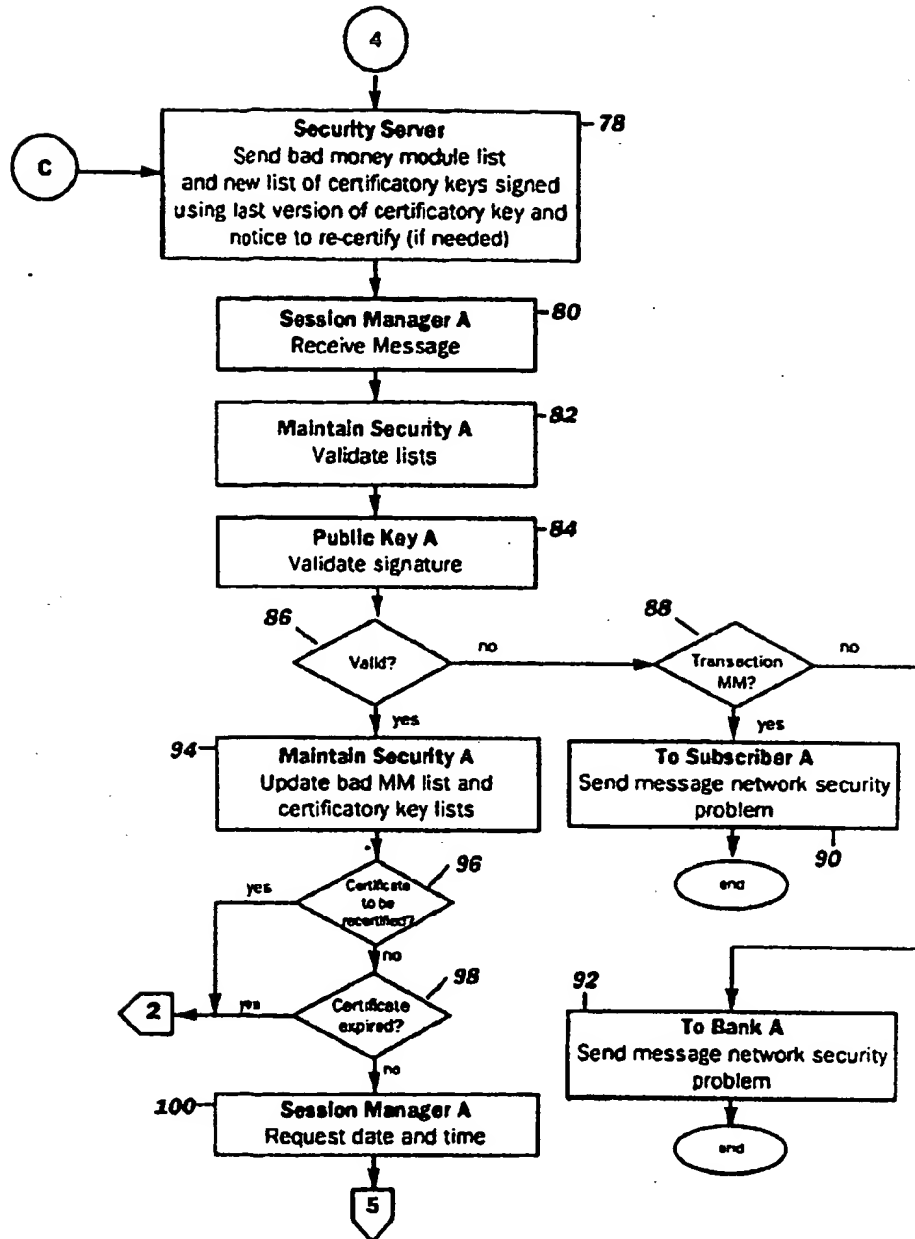 4
C
Security Server
78
Send bad money module list
and new list of certificatory keys signed
using last version of certificatory key and
notice to re-certify (if needed)
Session Manager A
80
Receive Message
Maintain Security A
82
Validate lists
Public Key A
84
Validate signature
86
Valid?
no
88
Transection
MM?
no
yes
yes
94
Maintain Security A
Update bad MM list and
certificatory key lists
To Subscriber A
Send message network security
problem
90
end
96
Certificate
to be
recertified?
yes
no
98
Certificate
expired?
yes
2
no
92
To Bank A
Send message network security
problem
end
100
Session Manager A
Request date and time
5